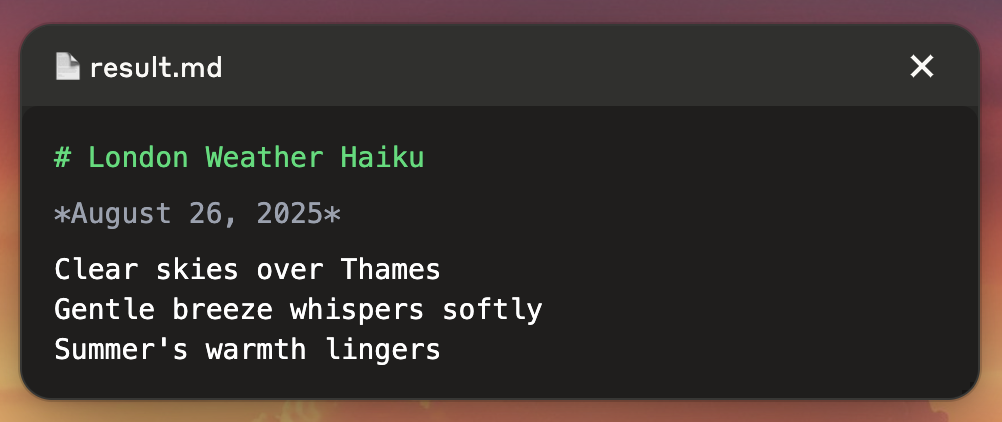 result.md
# London Weather Haiku
*August 26, 2025*
Clear skies over Thames
Gentle breeze whispers softly
Summer's warmth lingers